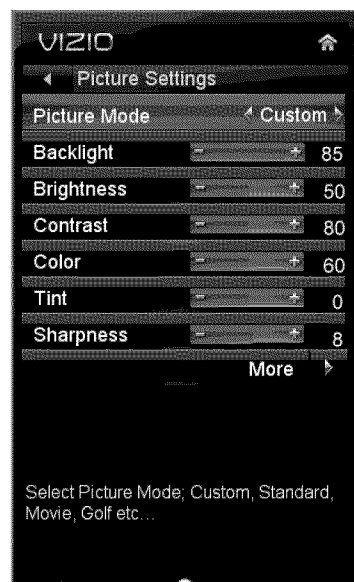 VIZIO
Picture Settings
Picture Mode Custom
Backlight - + 85
Brightness - + 50
Contrast - + 80
Color - + 60
Tint - + 0
Sharpness - + 8
More
Select Picture Mode; Custom, Standard,
Movie, Golf etc...